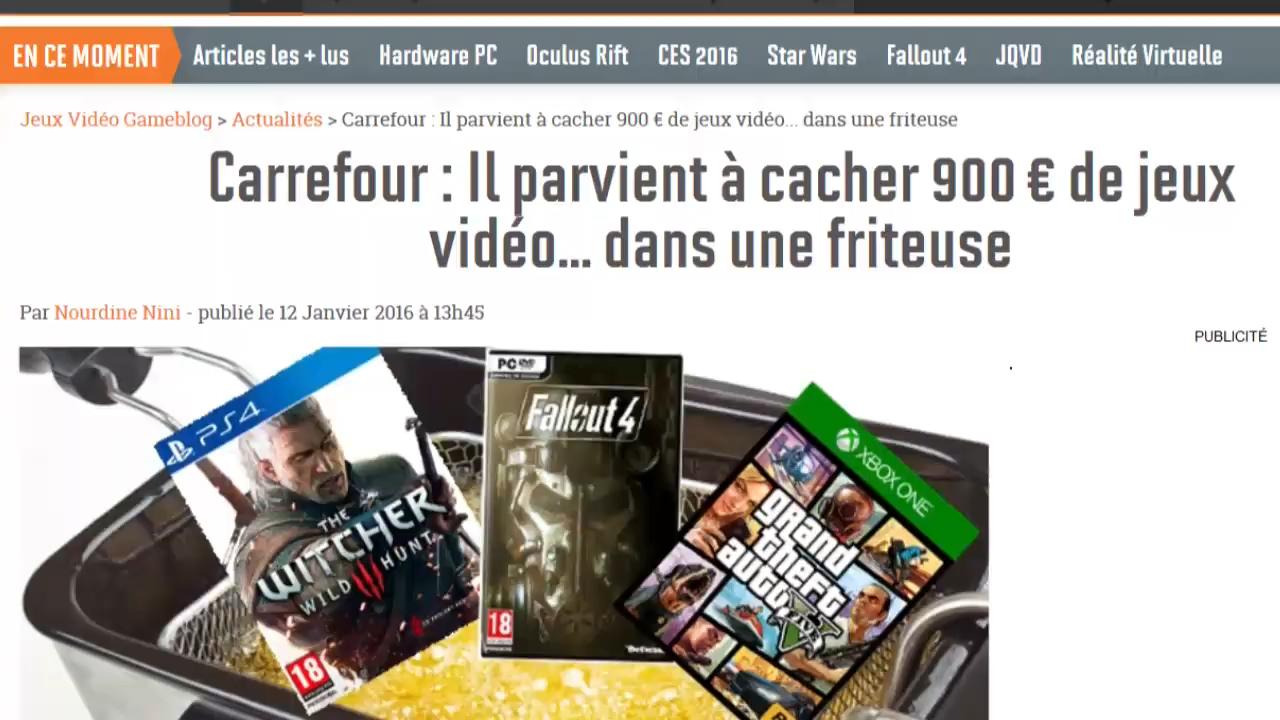 EN CE MOMENT Articles les + lus Hardware PC Oculus Rift CES 2016 Star Wars Fallout 4 JQVD Réalité Virtuelle
Jeux Vidéo Gameblog > Actualités > Carrefour : Il parvient à cacher 900 € de jeux vidéo... dans une friteuse
Carrefour : Il parvient à cacher 900 € de jeux
vidéo... dans une friteuse
Par Nourdine Nini - publié le 12 Janvier 2016 à 13h45
PUBLICITÉ
PS4
THE
WITCHER
WILD HUNT
18
PC DVD
Fallout 4
18
Bethesda
XBOX ONE
grand
theft
auto
V
FIVE